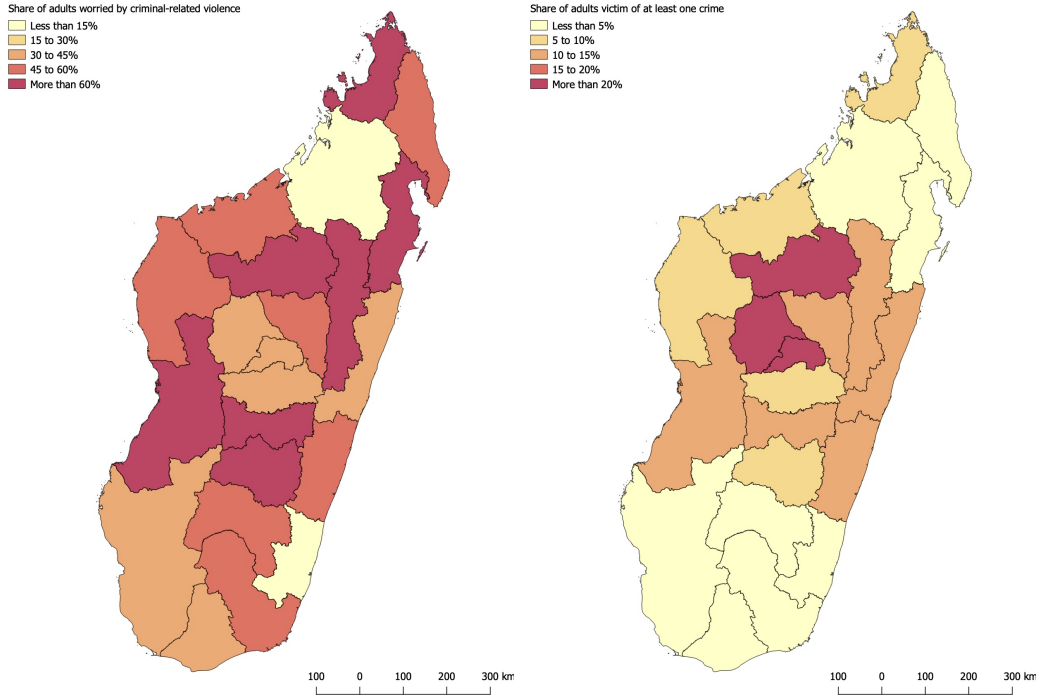 Share of adults worried by criminal-related violence
Less than 15%
15 to 30%
30 to 45%
45 to 60%
More than 60%
100 0 100 200 300 km
Share of adults victim of at least one crime
Less than 5%
5 to 10%
10 to 15%
15 to 20%
More than 20%
100 0 100 200 300 km